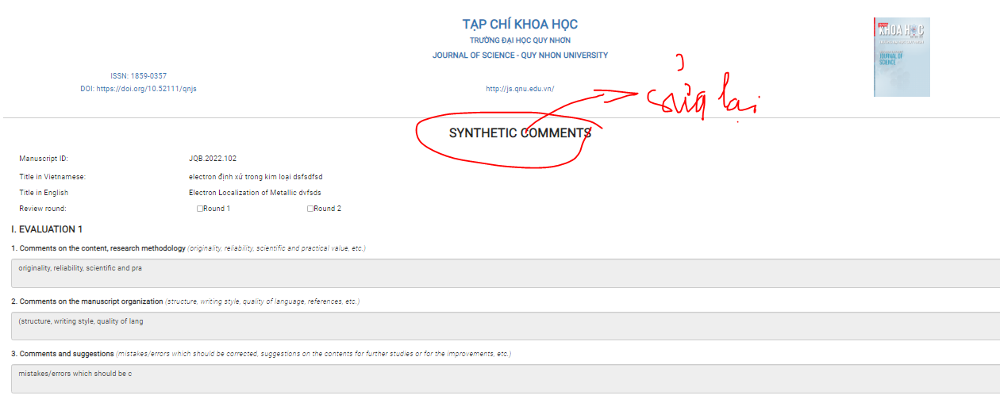 TẠP CHÍ KHOA HỌC
TRƯỜNG ĐẠI HỌC QUY NHƠN
JOURNAL OF SCIENCE - QUY NHON UNIVERSITY
KHOA HỌC
JOURNAL OF
SCIENCE
ISSN: 1859-0357
DOI: https://doi.org/10.52111/qnjs
http://js.qnu.edu.vn/
sửa lại
SYNTHETIC COMMENTS
Manuscript ID: JQB.2022.102
Title in Vietnamese: electron định xứ trong kim loại dsfsdfsd
Title in English Electron Localization of Metallic dvfsds
Review round: Round 1 Round 2
I. EVALUATION 1
1. Comments on the content, research methodology (originality, reliability, scientific and practical value, etc.)
originality, reliability, scientific and pra
2. Comments on the manuscript organization (structure, writing style, quality of language, references, etc.)
(structure, writing style, quality of lang
3. Comments and suggestions (mistakes/errors which should be corrected, suggestions on the contents for further studies or for the improvements, etc.)
mistakes/errors which should be c